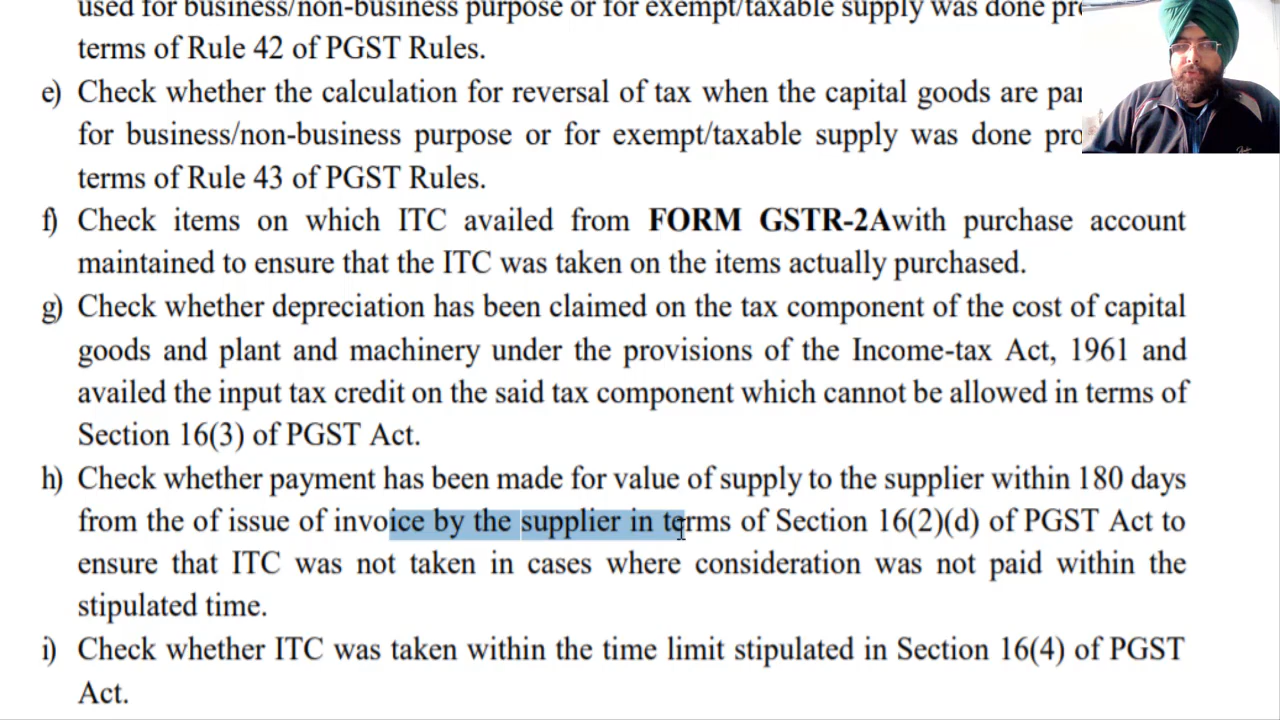 used for business/non-business purpose or for exempt/taxable supply was done
terms of Rule 42 of PGST Rules.
e) Check whether the calculation for reversal of tax when the capital goods are
for business/non-business purpose or for exempt/taxable supply was done
terms of Rule 43 of PGST Rules.
f) Check items on which ITC availed from FORM GSTR-2Awith purchase account
maintained to ensure that the ITC was taken on the items actually purchased.
g) Check whether depreciation has been claimed on the tax component of the cost of capital
goods and plant and machinery under the provisions of the Income-tax Act, 1961 and
availed the input tax credit on the said tax component which cannot be allowed in terms of
Section 16(3) of PGST Act.
h) Check whether payment has been made for value of supply to the supplier within 180 days
from the of issue of invoice by the supplier in terms of Section 16(2)(d) of PGST Act to
ensure that ITC was not taken in cases where consideration was not paid within the
stipulated time.
i) Check whether ITC was taken within the time limit stipulated in Section 16(4) of PGST
Act.